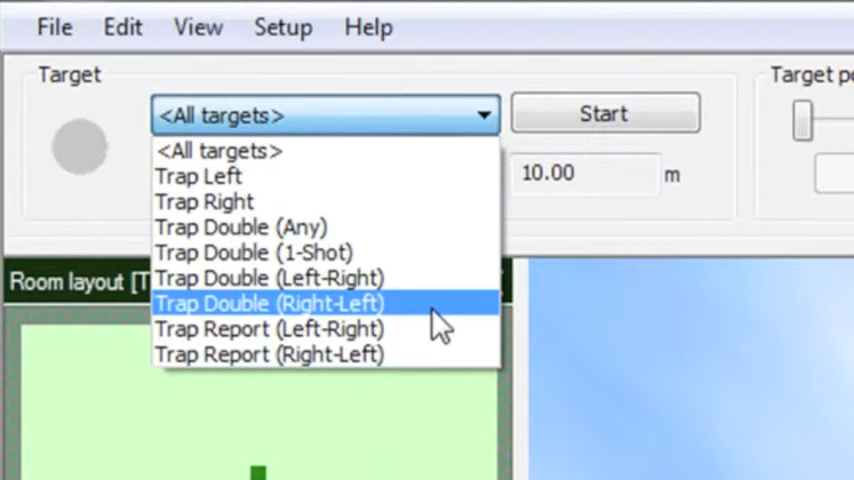 File Edit View Setup Help
Target
Target
<All targets>
Start
<All targets>
Trap Left
10.00 m
Trap Right
Trap Double (Any)
Trap Double (1-Shot)
Trap Double (Left-Right)
Room layout
Trap Double (Right-Left)
Trap Report (Left-Right)
Trap Report (Right-Left)